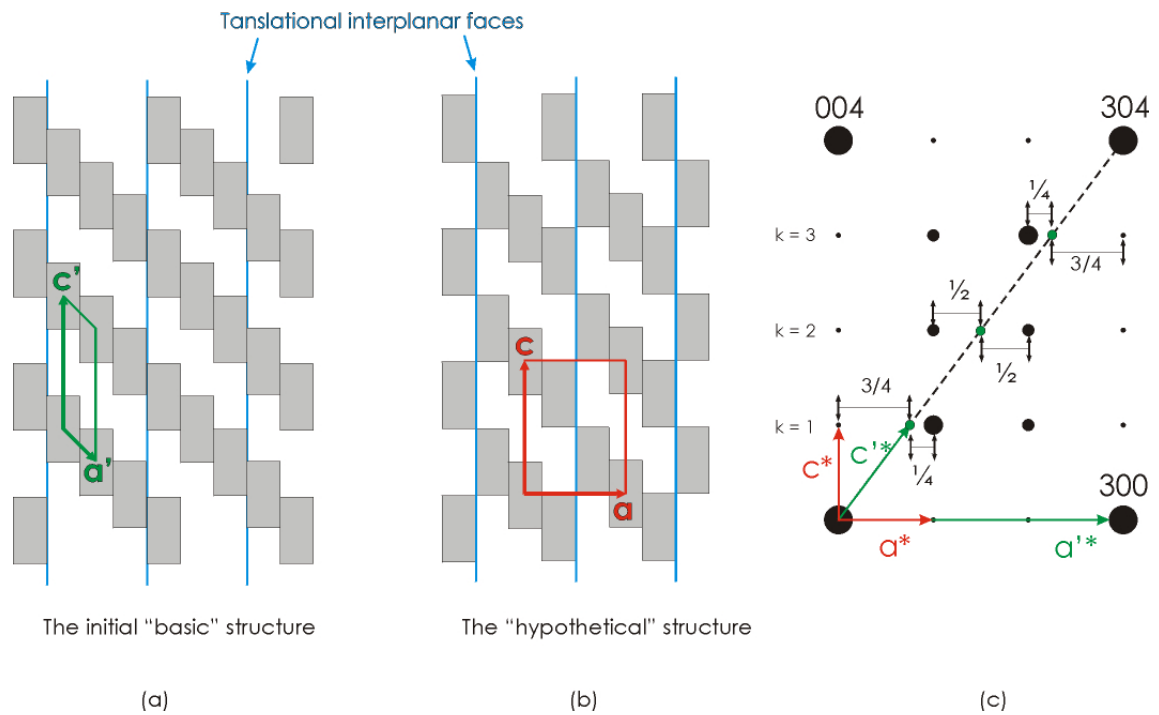 Tanslational interplanar faces
004
304
¼
k = 3
3/4
½
k = 2
½
3/4
k = 1
c'
c
c*
c'*
¼
a'
a
300
a*
a'*
The initial “basic” structure
The “hypothetical” structure
(a)
(b)
(c)